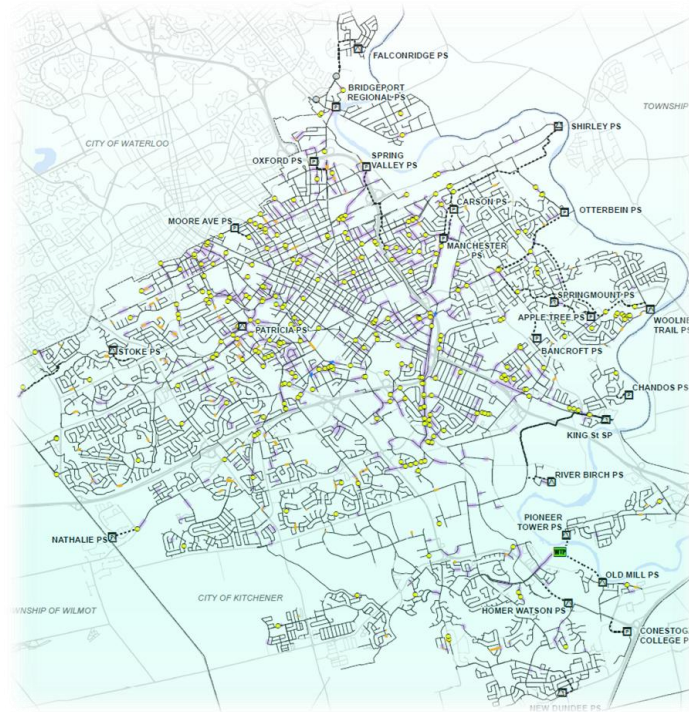 FALCONRIDGE PS
BRIDGEPORT
REGIONAL PS
SHIRLEY PS
TOWNSHIP
CITY OF WATERLOO
OXFORD PS
SPRING
VALLEY PS
CARSON PS
OTTERBEIN PS
MOORE AVE PS
MANCHESTER
PS
SPRINGMOUNT PS
APPLE TREE PS
WOOLNE
TRAIL PS
PATRICIA PS
STOKE PS
BANCROFT PS
CHANDOS PS
KING St SP
RIVER BIRCH PS
PIONEER
TOWER PS
NATHALIE PS
WTP
OLD MILL PS
CITY OF KITCHENER
WNSHIP OF WILMOT
HOMER WATSON PS
CONESTOGA
COLLEGE P
NEW DUNDEE PS